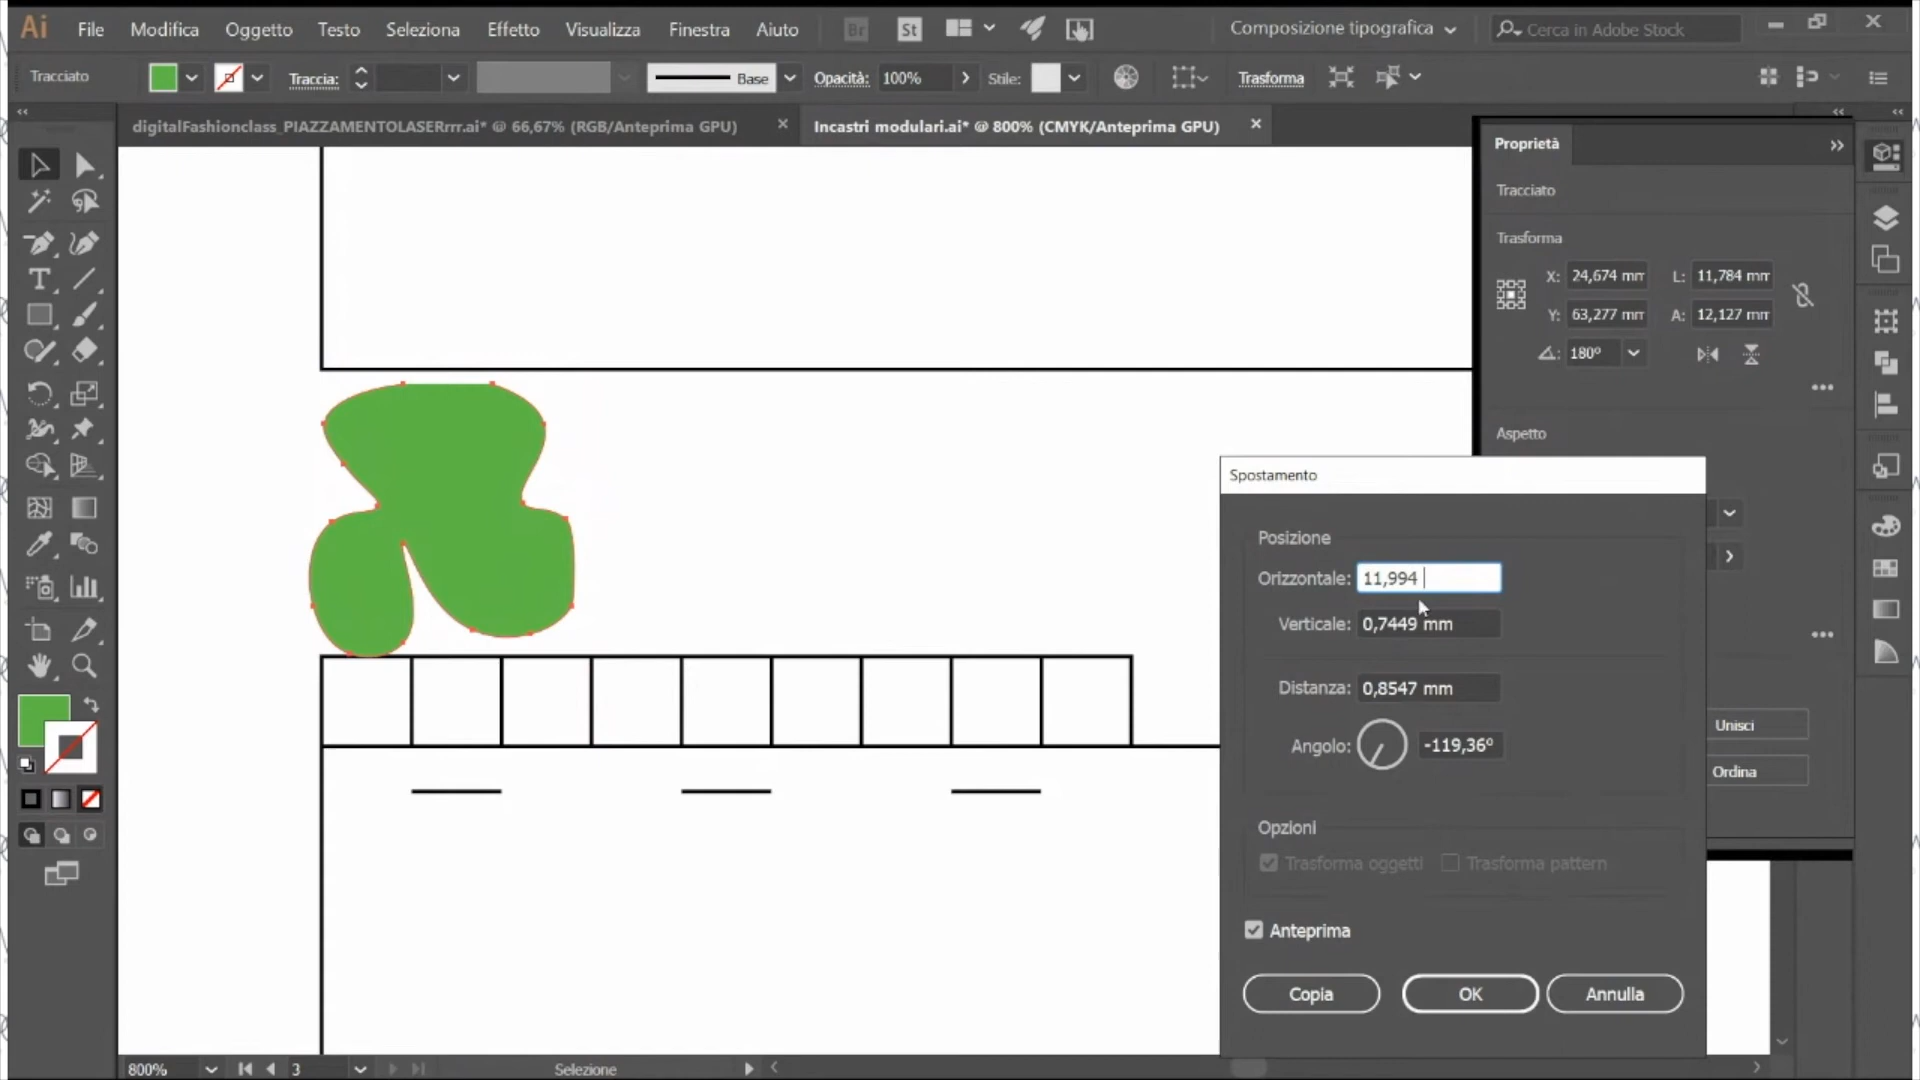 Ai File Modifica Oggetto Testo Seleziona Effetto Visualizza Finestra Aiuto Br St Composizione tipografica Cerca in Adobe Stock
Tracciato Traccia: Base Opacità: 100% Stile: Trasforma
digitalFashionclass_PIAZZAMENTOLASERrrr.ai* @ 66,67% (RGB/Anteprima GPU) × Incastri modulari.ai* @ 800% (CMYK/Anteprima GPU) ×
Proprietà
Tracciato
Trasforma
X: 24,674 mm L: 11,784 mm
Y: 63,277 mm A: 12,127 mm
180°
Aspetto
Spostamento
Posizione
Orizzontale: 11,994
Verticale: 0,7449 mm
Distanza: 0,8547 mm
Angolo: -119,36°
Unisci
Ordina
Opzioni
Trasforma oggetti Trasforma pattern
Anteprima
Copia OK Annulla
800% 3 Selezione